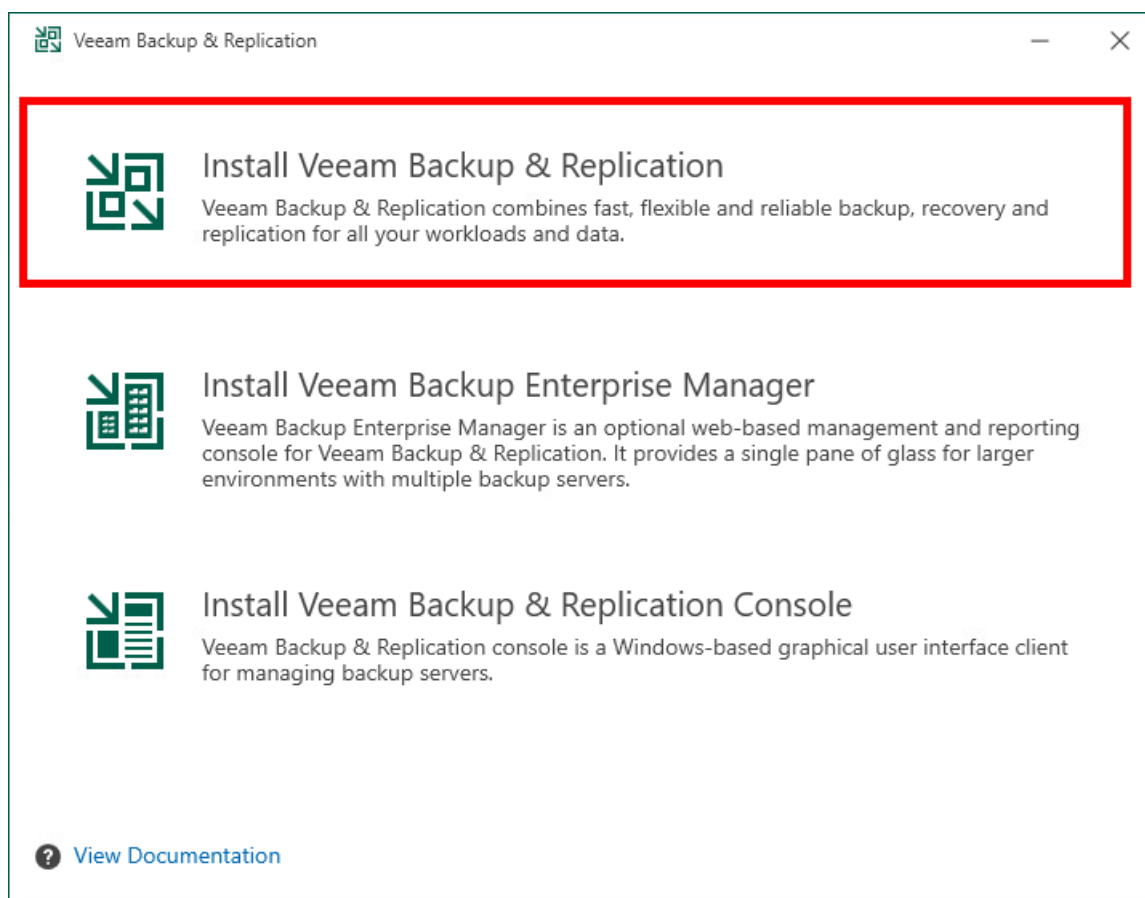 Veeam Backup & Replication
Install Veeam Backup & Replication
Veeam Backup & Replication combines fast, flexible and reliable backup, recovery and
replication for all your workloads and data.
Install Veeam Backup Enterprise Manager
Veeam Backup Enterprise Manager is an optional web-based management and reporting
console for Veeam Backup & Replication. It provides a single pane of glass for larger
environments with multiple backup servers.
Install Veeam Backup & Replication Console
Veeam Backup & Replication console is a Windows-based graphical user interface client
for managing backup servers.
? View Documentation